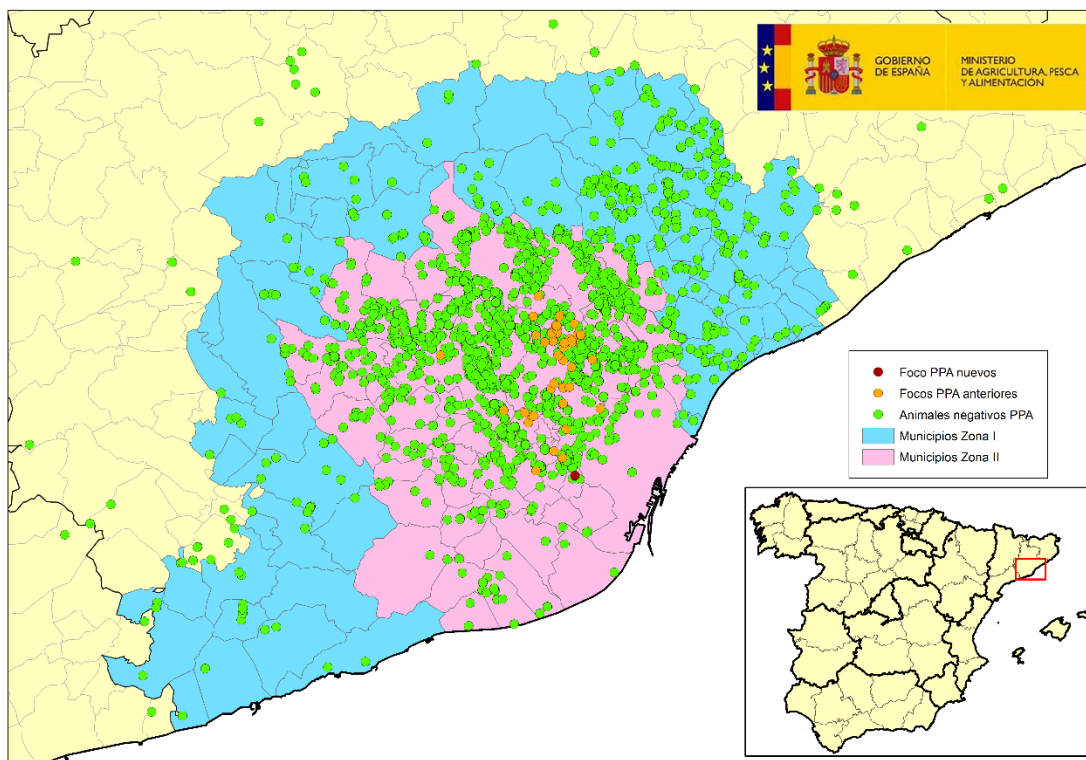 GOBIERNO
DE ESPAÑA
MINISTERIO
DE AGRICULTURA, PESCA
Y ALIMENTACIÓN
Foco PPA nuevos
Focos PPA anteriores
Animales negativos PPA
Municipios Zona I
Municipios Zona II